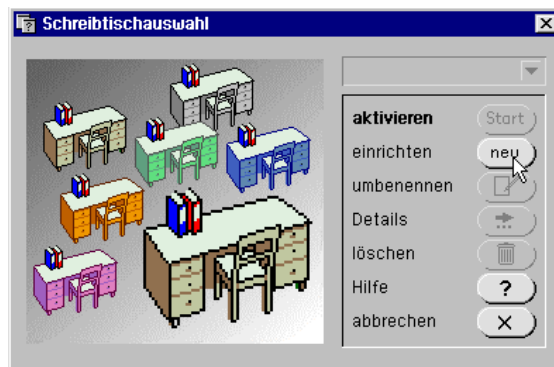 Schreibtischauswahl
aktivieren Start
einrichten neu
umbenennen
Details
löschen
Hilfe ?
abbrechen